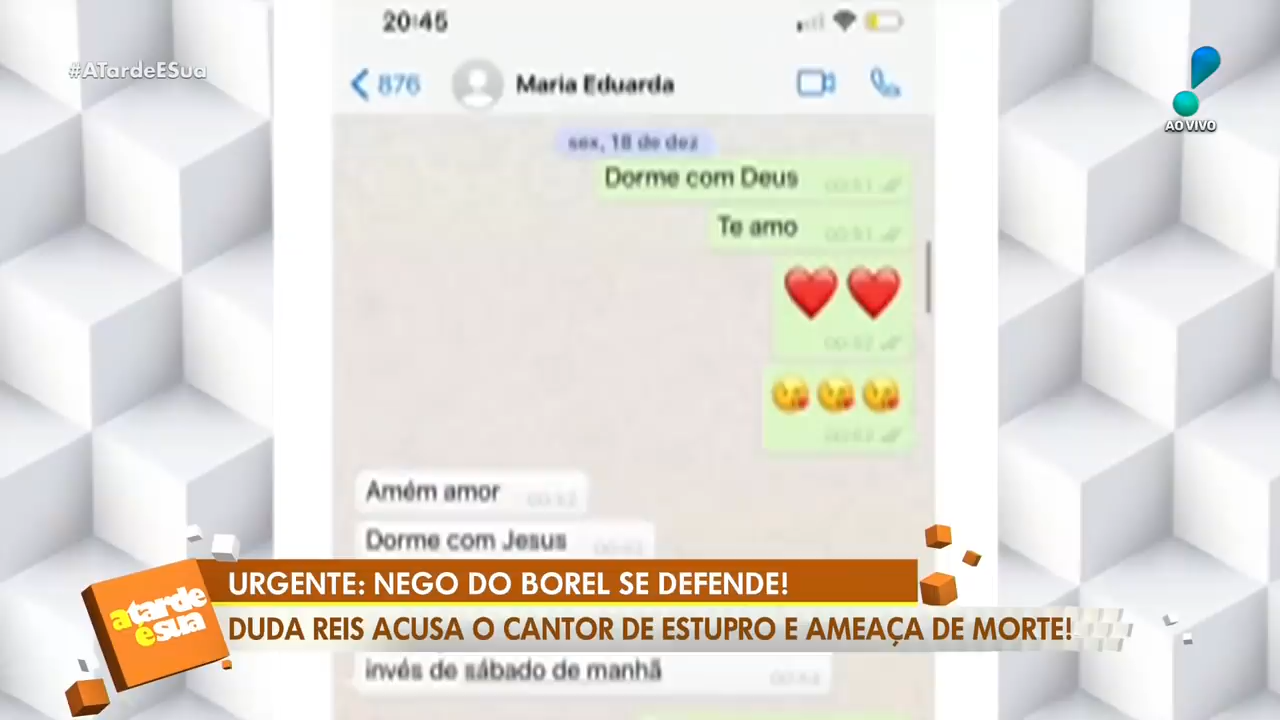 20:45
#ATardeESua
876
Maria Eduarda
AO VIVO
sex, 18 de dez
Dorme com Deus
Te amo
Amém amor
Dorme com Jesus
URGENTE: NEGO DO BOREL SE DEFENDE!
a tarde é sua
DUDA REIS ACUSA O CANTOR DE ESTUPRO E AMEAÇA DE MORTE!
invés de sábado de manhã